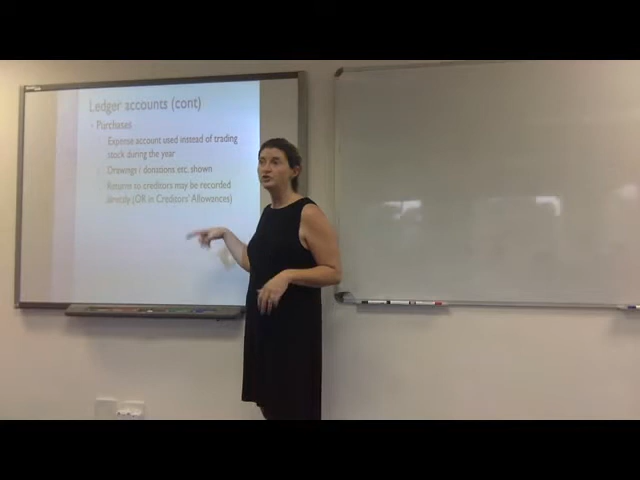 Ledger accounts (cont)
• Purchases
Expense account used instead of trading
stock during the year
Drawings / donations etc. shown
Returns to creditors may be recorded
directly (OR in Creditors' Allowances)